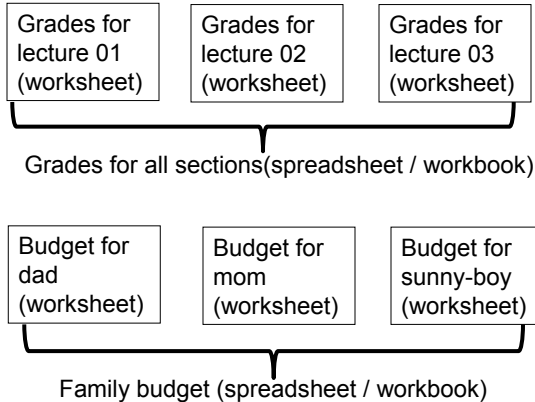 Grades for
lecture 01
(worksheet)
Grades for
lecture 02
(worksheet)
Grades for
lecture 03
(worksheet)
Grades for all sections(spreadsheet / workbook)
Budget for
dad
(worksheet)
Budget for
mom
(worksheet)
Budget for
sunny-boy
(worksheet)
Family budget (spreadsheet / workbook)